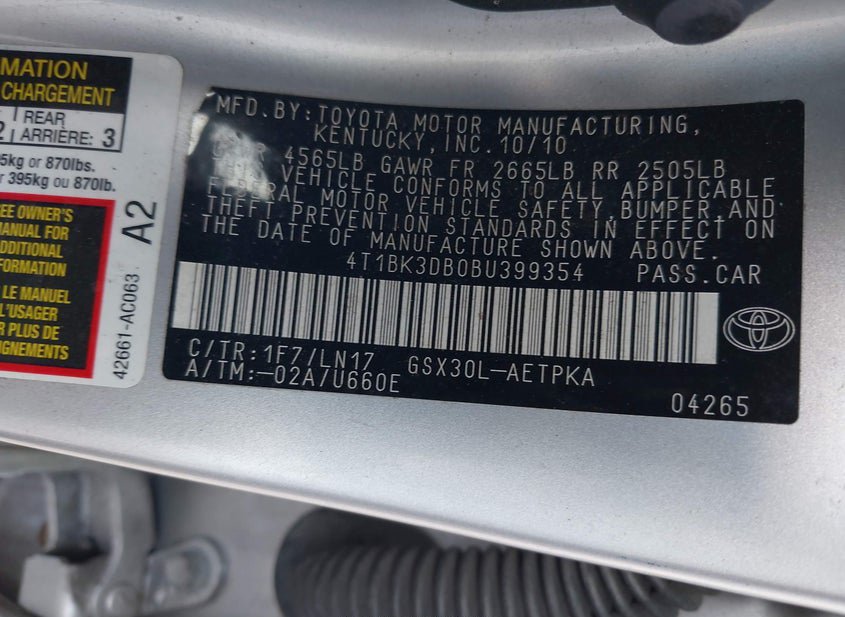 MATION
CHARGEMENT
REAR
ARRIÈRE: 3
5kg or 870lbs.
r 395kg ou 870lb.
EE OWNER'S
MANUAL FOR
ADDITIONAL
NFORMATION
LE MANUEL
L'USAGER
R PLUS DE
IGNEMENTS
42661-AC063
A2
MFD.BY:TOYOTA MOTOR MANUFACTURING,
KENTUCKY,INC.10/10
GVWR 4565LB GAWR FR 2665LB RR 2505LB
THIS VEHICLE CONFORMS TO ALL APPLICABLE
FEDERAL MOTOR VEHICLE SAFETY,BUMPER,AND
THEFT PREVENTION STANDARDS IN EFFECT ON
THE DATE OF MANUFACTURE SHOWN ABOVE.
4T1BK3DB0BU399354 PASS.CAR
C/TR:1F7/LN17 GSX30L-AETPKA
A/TM:-02A/U660E
04265